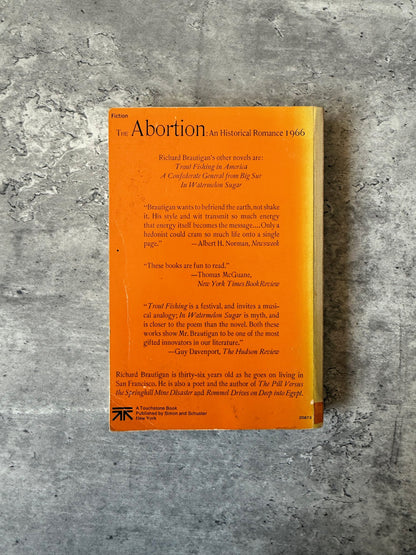 Fiction
THE Abortion: An Historical Romance 1966
Richard Brautigan's other novels are:
Trout Fishing in America
A Confederate General from Big Sur
In Watermelon Sugar
"Brautigan wants to befriend the earth, not shake
it. His style and wit transmit so much energy
that energy itself becomes the message....Only a
hedonist could cram so much life onto a single
page." —Albert H. Norman, Newsweek
"These books are fun to read,"
—Thomas McGuane,
New York Times Book Review
"Trout Fishing is a festival, and invites a musi-
cal analogy; In Watermelon Sugar is myth, and
is closer to the poem than the novel. Both these
works show Mr. Brautigan to be one of the most
gifted innovators in our literature."
—Guy Davenport, The Hudson Review
Richard Brautigan is thirty-six years old as he goes on living in
San Francisco. He is also a poet and the author of The Pill Versus
the Springhill Mine Disaster and Rommel Drives on Deep into Egypt.
A Touchstone Book
Published by Simon and Schuster
New York